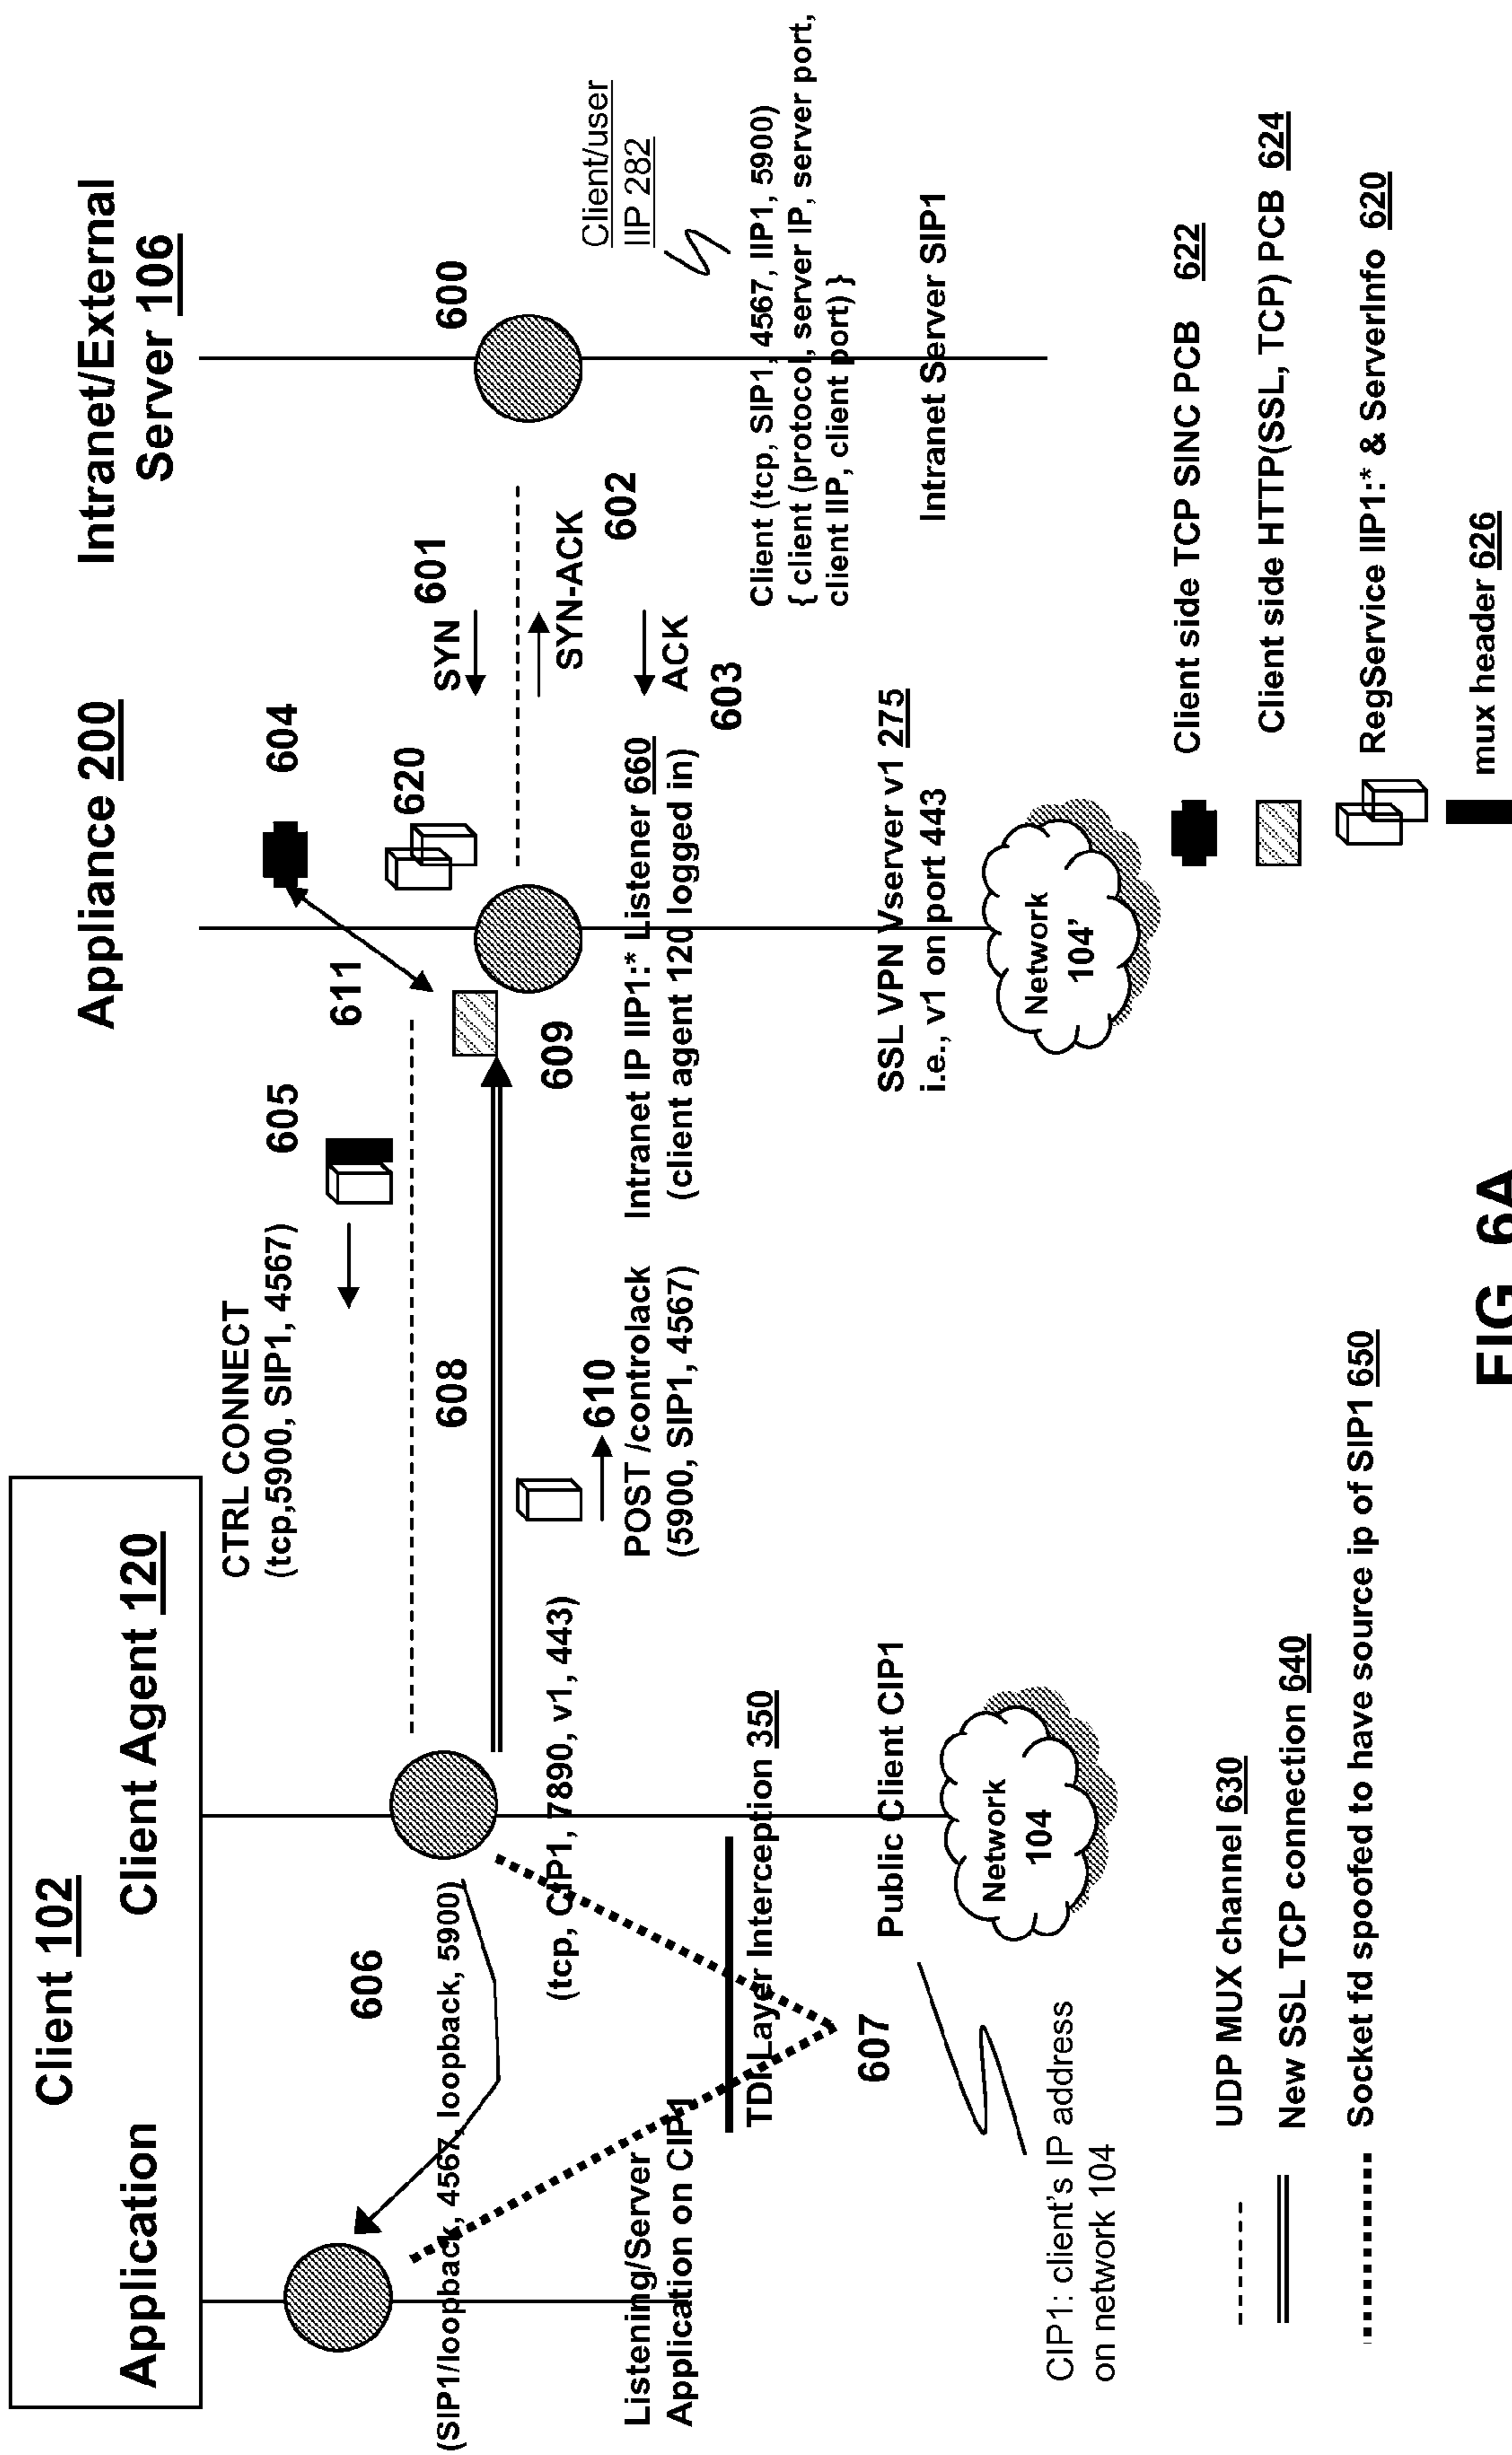 Client 102
Application
Client Agent 120
Appliance 200
Intranet/External
Server 106
CTRL CONNECT
(tcp,5900, SIP1, 4567)
605
611
604
620
606
608
609
SYN
601
SYN-ACK
602
ACK
603
600
Client/user
IIP 282
(SIP1/loopback, 4567, loopback, 5900)
(tcp, CIP1, 7890, v1, 443)
610
POST /controlack
(5900, SIP1, 4567)
Intranet IP IIP1:* Listener 660
(client agent 120 logged in)
Client (tcp, SIP1, 4567, IIP1, 5900)
{ client (protocol, server IP, server port,
client IIP, client port) }
Listening/Server
Application on CIP1
TDI Layer Interception 350
607
Public Client CIP1
SSL VPN Vserver v1 275
i.e., v1 on port 443
Intranet Server SIP1
Network
104
Network
104'
CIP1: client's IP address
on network 104
UDP MUX channel 630
New SSL TCP connection 640
Socket fd spoofed to have source ip of SIP1 650
Client side TCP SINC PCB 622
Client side HTTP(SSL, TCP) PCB 624
RegService IIP1:* & ServerInfo 620
mux header 626
FIG. 6A